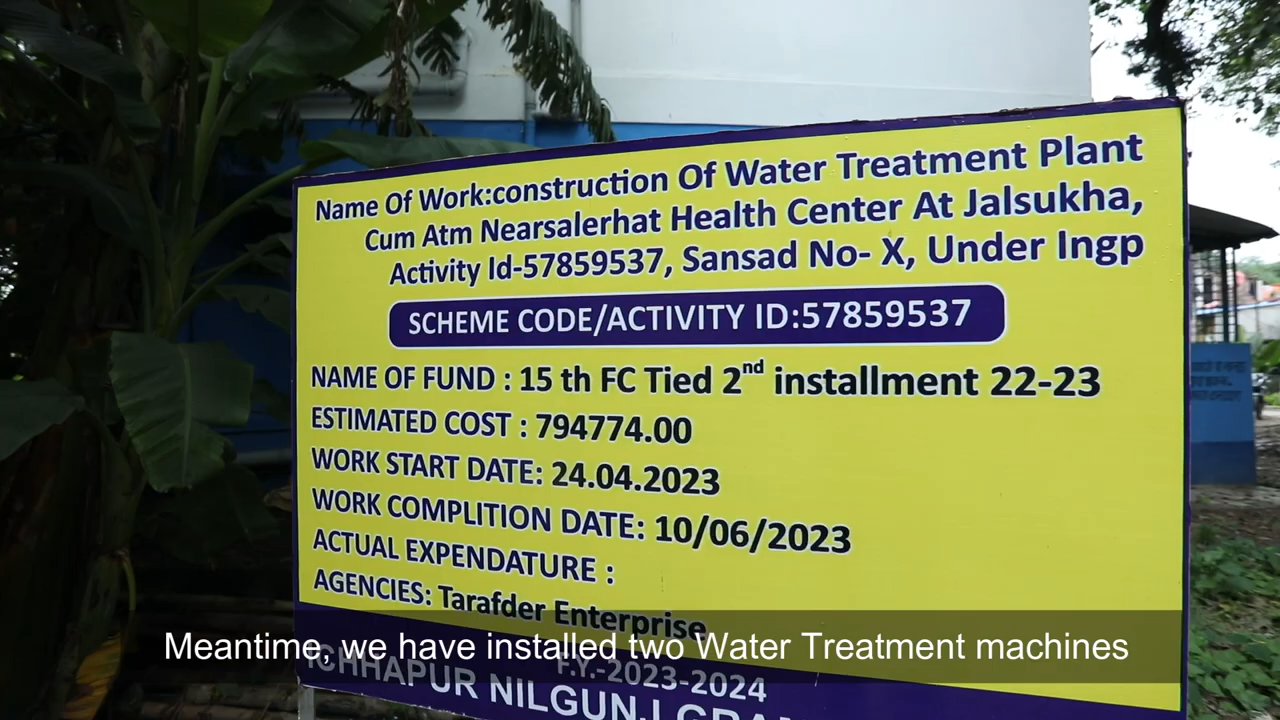 Name Of Work:construction Of Water Treatment Plant
Cum Atm Nearsalerhat Health Center At Jalsukha,
Activity Id-57859537, Sansad No- X, Under Ingp
SCHEME CODE/ACTIVITY ID:57859537
NAME OF FUND : 15 th FC Tied 2nd installment 22-23
ESTIMATED COST : 794774.00
WORK START DATE: 24.04.2023
WORK COMPLITION DATE: 10/06/2023
ACTUAL EXPENDATURE :
AGENCIES: Tarafder Enterprise
Meantime, we have installed two Water Treatment machines
F.Y.-2023-2024
ICHHAPUR NILGUNJ